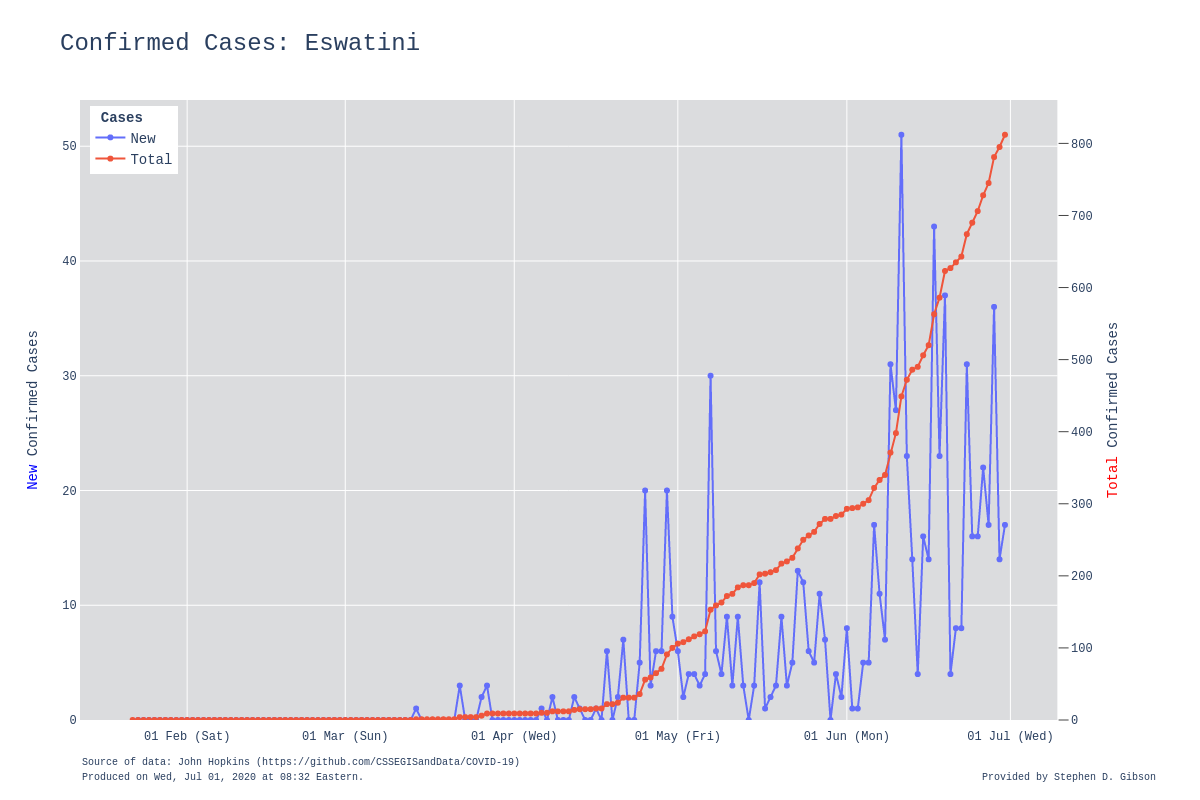 Confirmed Cases: Eswatini
Cases
New
Total
50
40
30
20
10
0
800
700
600
500
400
300
200
100
0
New Confirmed Cases
Total Confirmed Cases
01 Feb (Sat)
01 Mar (Sun)
01 Apr (Wed)
01 May (Fri)
01 Jun (Mon)
01 Jul (Wed)
Source of data: John Hopkins (https://github.com/CSSEGISandData/COVID-19)
Produced on Wed, Jul 01, 2020 at 08:32 Eastern.
Provided by Stephen D. Gibson